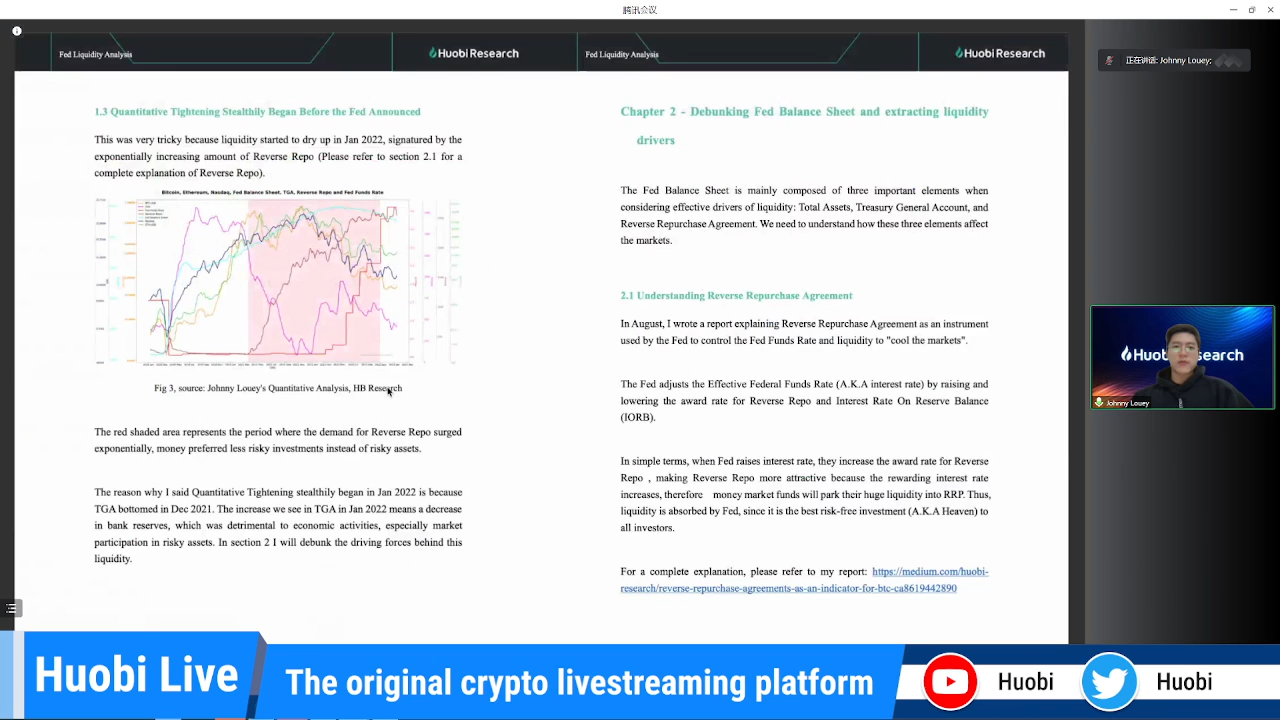 腾讯会议
Fed Liquidity Analysis
Huobi Research
Fed Liquidity Analysis
Huobi Research
正在讲话: Johnny Louey;
1.3 Quantitative Tightening Stealthily Began Before the Fed Announced
This was very tricky because liquidity started to dry up in Jan 2022, signatured by the
exponentially increasing amount of Reverse Repo (Please refer to section 2.1 for a
complete explanation of Reverse Repo).
Bitcoin, Ethereum, Nasdaq, Fed Balance Sheet, TGA, Reverse Repo and Fed Funds Rate
Fig 3, source: Johnny Louey's Quantitative Analysis, HB Research
The red shaded area represents the period where the demand for Reverse Repo surged
exponentially, money preferred less risky investments instead of risky assets.
The reason why I said Quantitative Tightening stealthily began in Jan 2022 is because
TGA bottomed in Dec 2021. The increase we see in TGA in Jan 2022 means a decrease
in bank reserves, which was detrimental to economic activities, especially market
participation in risky assets. In section 2 I will debunk the driving forces behind this
liquidity.
Chapter 2 - Debunking Fed Balance Sheet and extracting liquidity
drivers
The Fed Balance Sheet is mainly composed of three important elements when
considering effective drivers of liquidity: Total Assets, Treasury General Account, and
Reverse Repurchase Agreement. We need to understand how these three elements affect
the markets.
2.1 Understanding Reverse Repurchase Agreement
In August, I wrote a report explaining Reverse Repurchase Agreement as an instrument
used by the Fed to control the Fed Funds Rate and liquidity to "cool the markets".
The Fed adjusts the Effective Federal Funds Rate (A.K.A interest rate) by raising and
lowering the award rate for Reverse Repo and Interest Rate On Reserve Balance
(IORB).
In simple terms, when Fed raises interest rate, they increase the award rate for Reverse
Repo , making Reverse Repo more attractive because the rewarding interest rate
increases, therefore money market funds will park their huge liquidity into RRP. Thus,
liquidity is absorbed by Fed, since it is the best risk-free investment (A.K.A Heaven) to
all investors.
For a complete explanation, please refer to my report: https://medium.com/huobi-
research/reverse-repurchase-agreements-as-an-indicator-for-btc-ca8619442890
Huobi Research
Johnny Louey
Huobi Live
The original crypto livestreaming platform
Huobi
Huobi